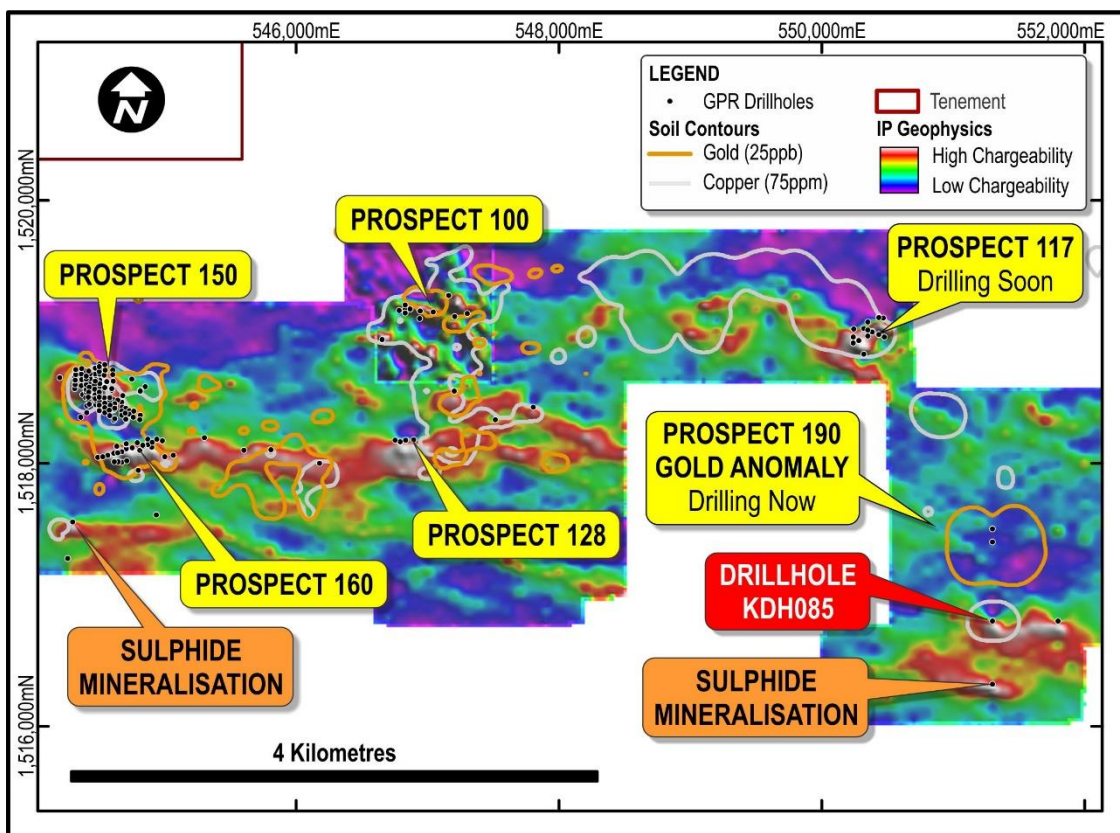 546,000mE
548,000mE
550,000mE
552,000mE
1,520,000mN
1,518,000mN
1,516,000mN
N
LEGEND
GPR Drillholes
Tenement
Soil Contours
IP Geophysics
Gold (25ppb)
High Chargeability
Copper (75ppm)
Low Chargeability
PROSPECT 100
PROSPECT 150
PROSPECT 117
Drilling Soon
PROSPECT 190
GOLD ANOMALY
Drilling Now
PROSPECT 128
PROSPECT 160
DRILLHOLE
KDH085
SULPHIDE
MINERALISATION
SULPHIDE
MINERALISATION
4 Kilometres